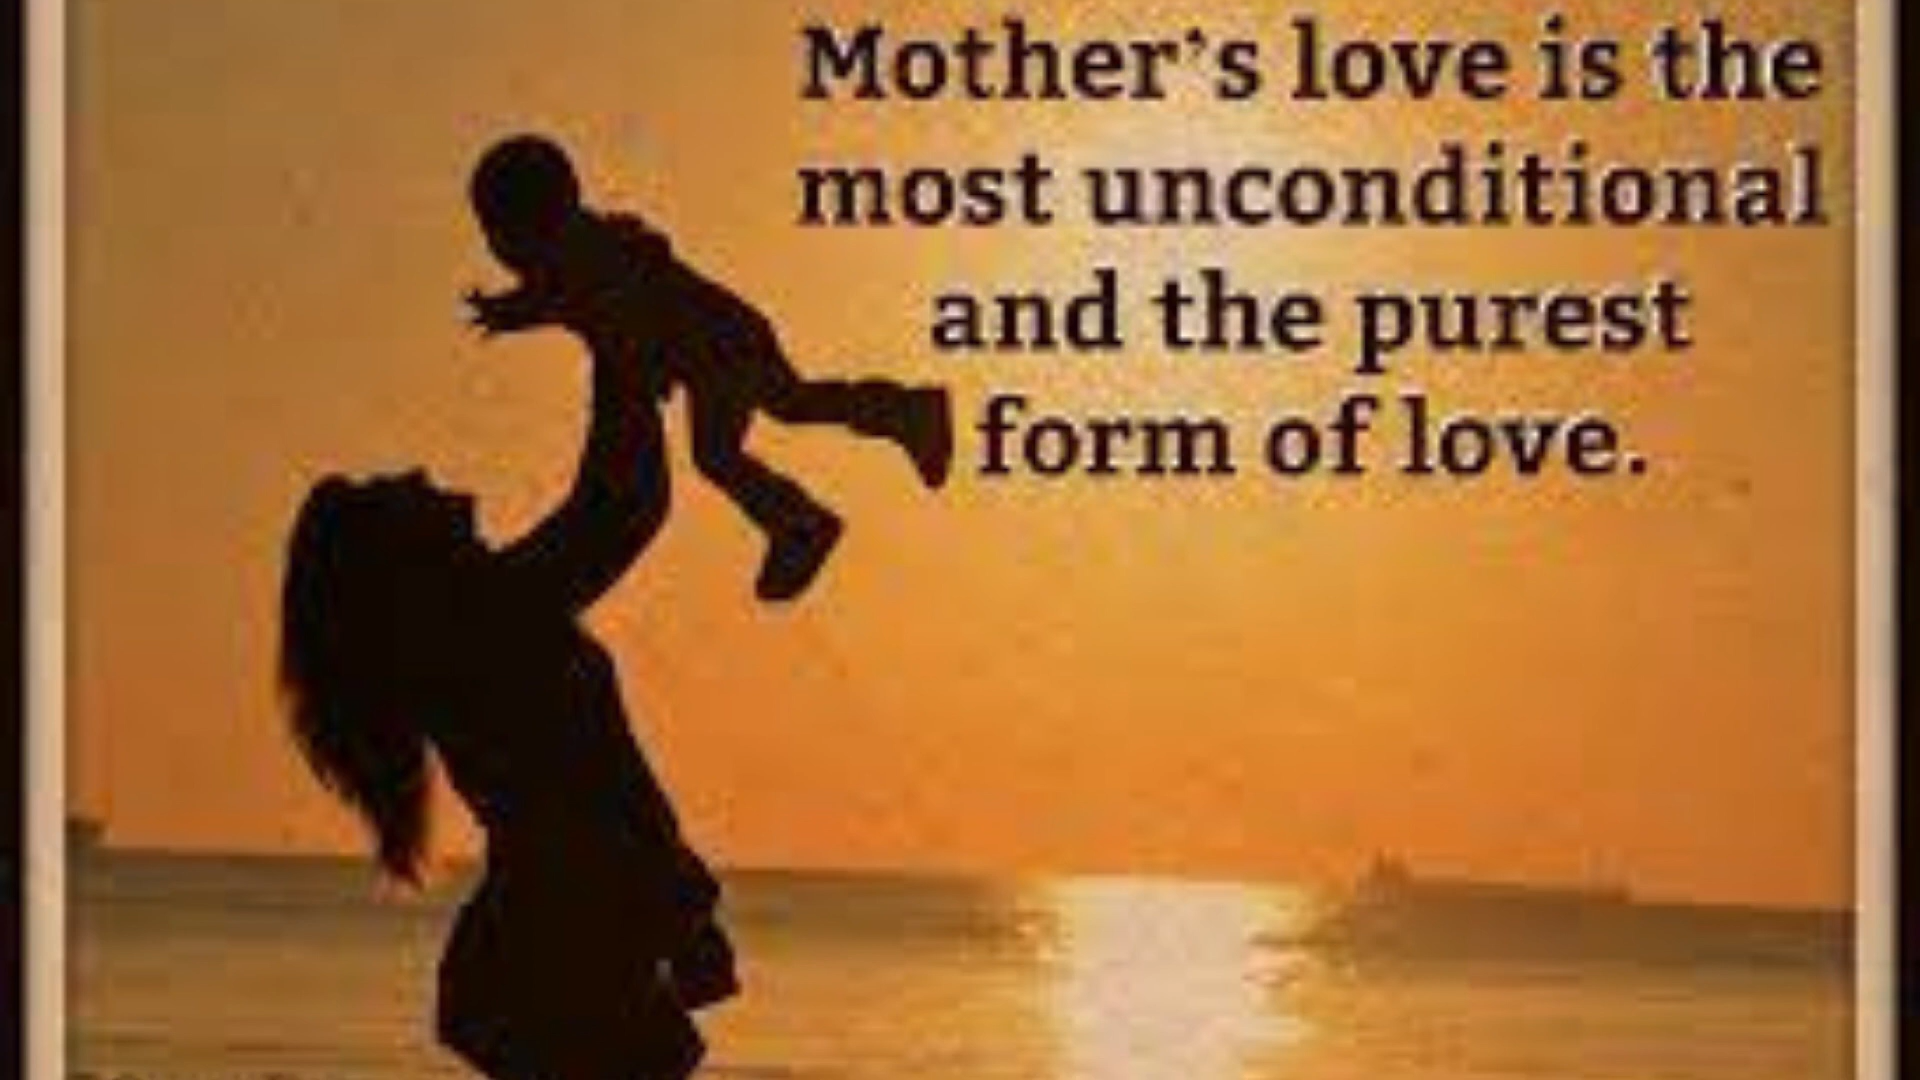 Mother's love is the
most unconditional
and the purest
form of love.